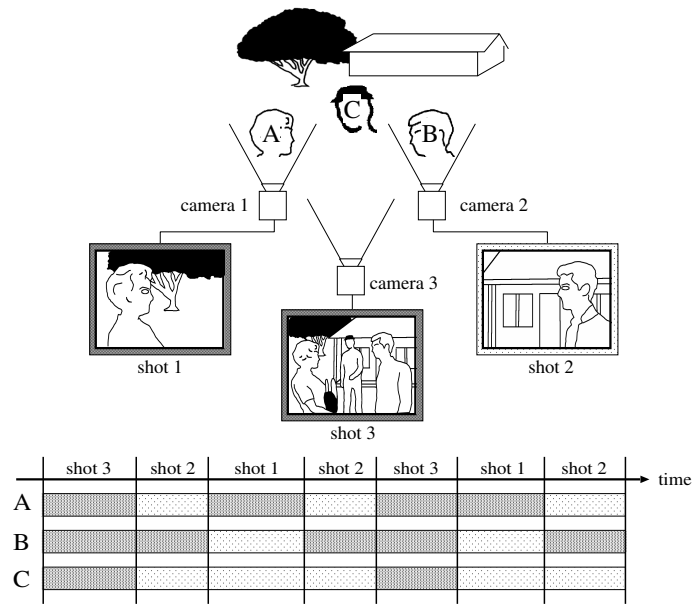 C
A
B
camera 1
camera 2
camera 3
shot 1
shot 2
shot 3
shot 3 shot 2 shot 1 shot 2 shot 3 shot 1 shot 2
time
A
B
C